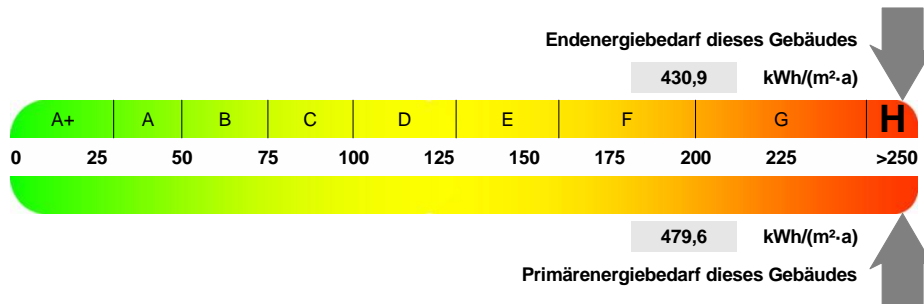 Endenergiebedarf dieses Gebäudes
430,9 kWh/(m²·a)
A+ A B C D E F G H
0 25 50 75 100 125 150 175 200 225 >250
479,6 kWh/(m²·a)
Primärenergiebedarf dieses Gebäudes